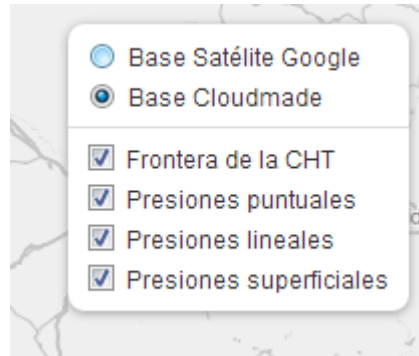 Base Satélite Google
Base Cloudmade
Frontera de la CHT
Presiones puntuales
Presiones lineales
Presiones superficiales